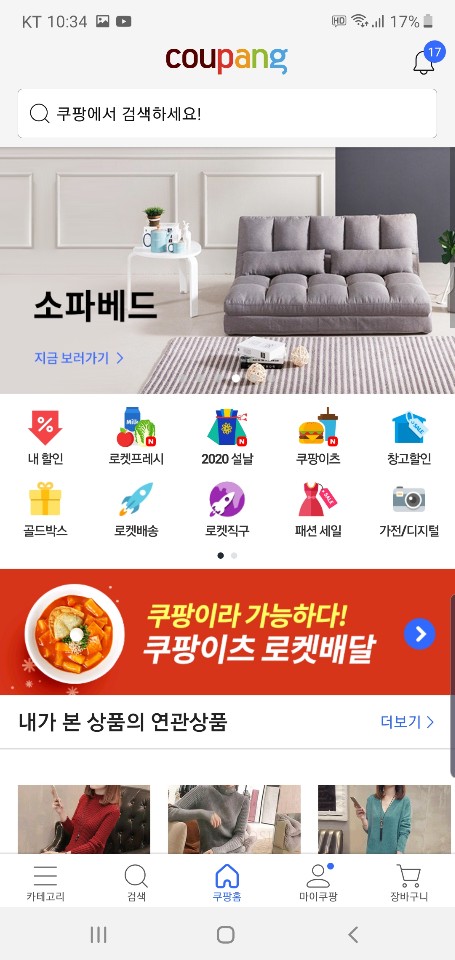 KT 10:34
HD 17%
coupang
17
쿠팡에서 검색하세요!
소파베드
지금 보러가기
%
Milk
N
N
SALE
내 할인
로켓프레시
2020 설날
쿠팡이츠
창고할인
SALE
골드박스
로켓배송
로켓직구
패션 세일
가전/디지털
쿠팡이라 가능하다!
쿠팡이츠 로켓배달
내가 본 상품의 연관상품
더보기
카테고리
검색
쿠팡홈
마이쿠팡
장바구니